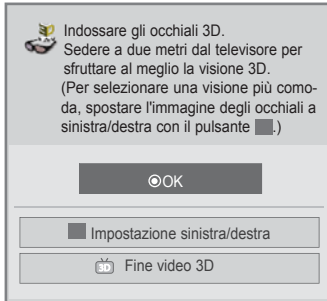 Indossare gli occhiali 3D.
Sedere a due metri dal televisore per
sfruttare al meglio la visione 3D.
(Per selezionare una visione più como-
da, spostare l'immagine degli occhiali a
sinistra/destra con il pulsante .)
OK
Impostazione sinistra/destra
3D Fine video 3D